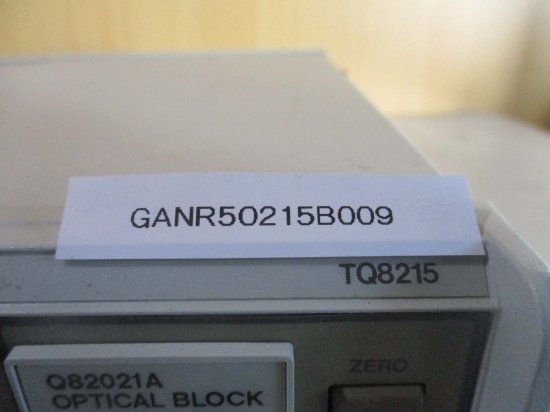 GANR50215B009
TQ8215
Q82021A
OPTICAL BLOCK
ZERO